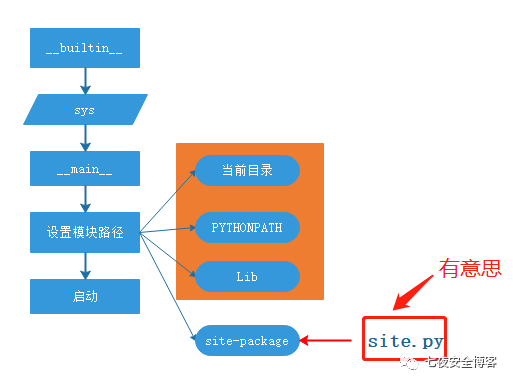 __builtin__
sys
__main__
设置模块路径
启动
当前目录
PYTHONPATH
Lib
site-package
有意思
site.py
七夜安全博客